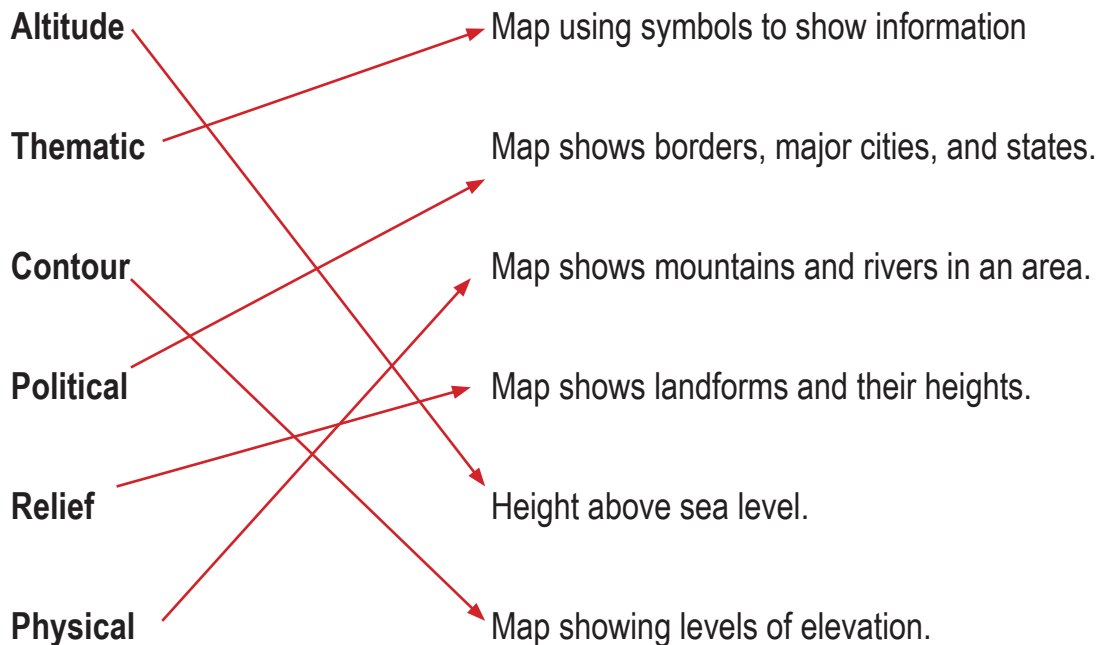 Altitude Map using symbols to show information
Thematic Map shows borders, major cities, and states.
Contour Map shows mountains and rivers in an area.
Political Map shows landforms and their heights.
Relief Height above sea level.
Physical Map showing levels of elevation.